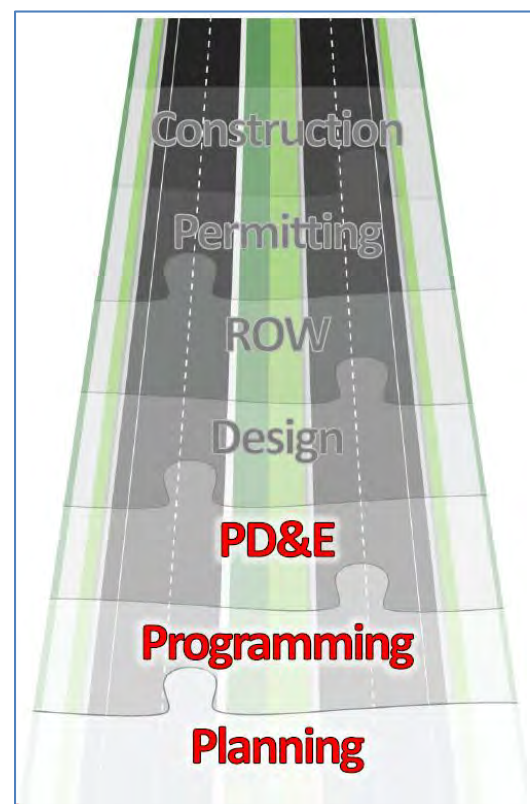 Construction
Permitting
ROW
Design
PD&E
Programming
Planning